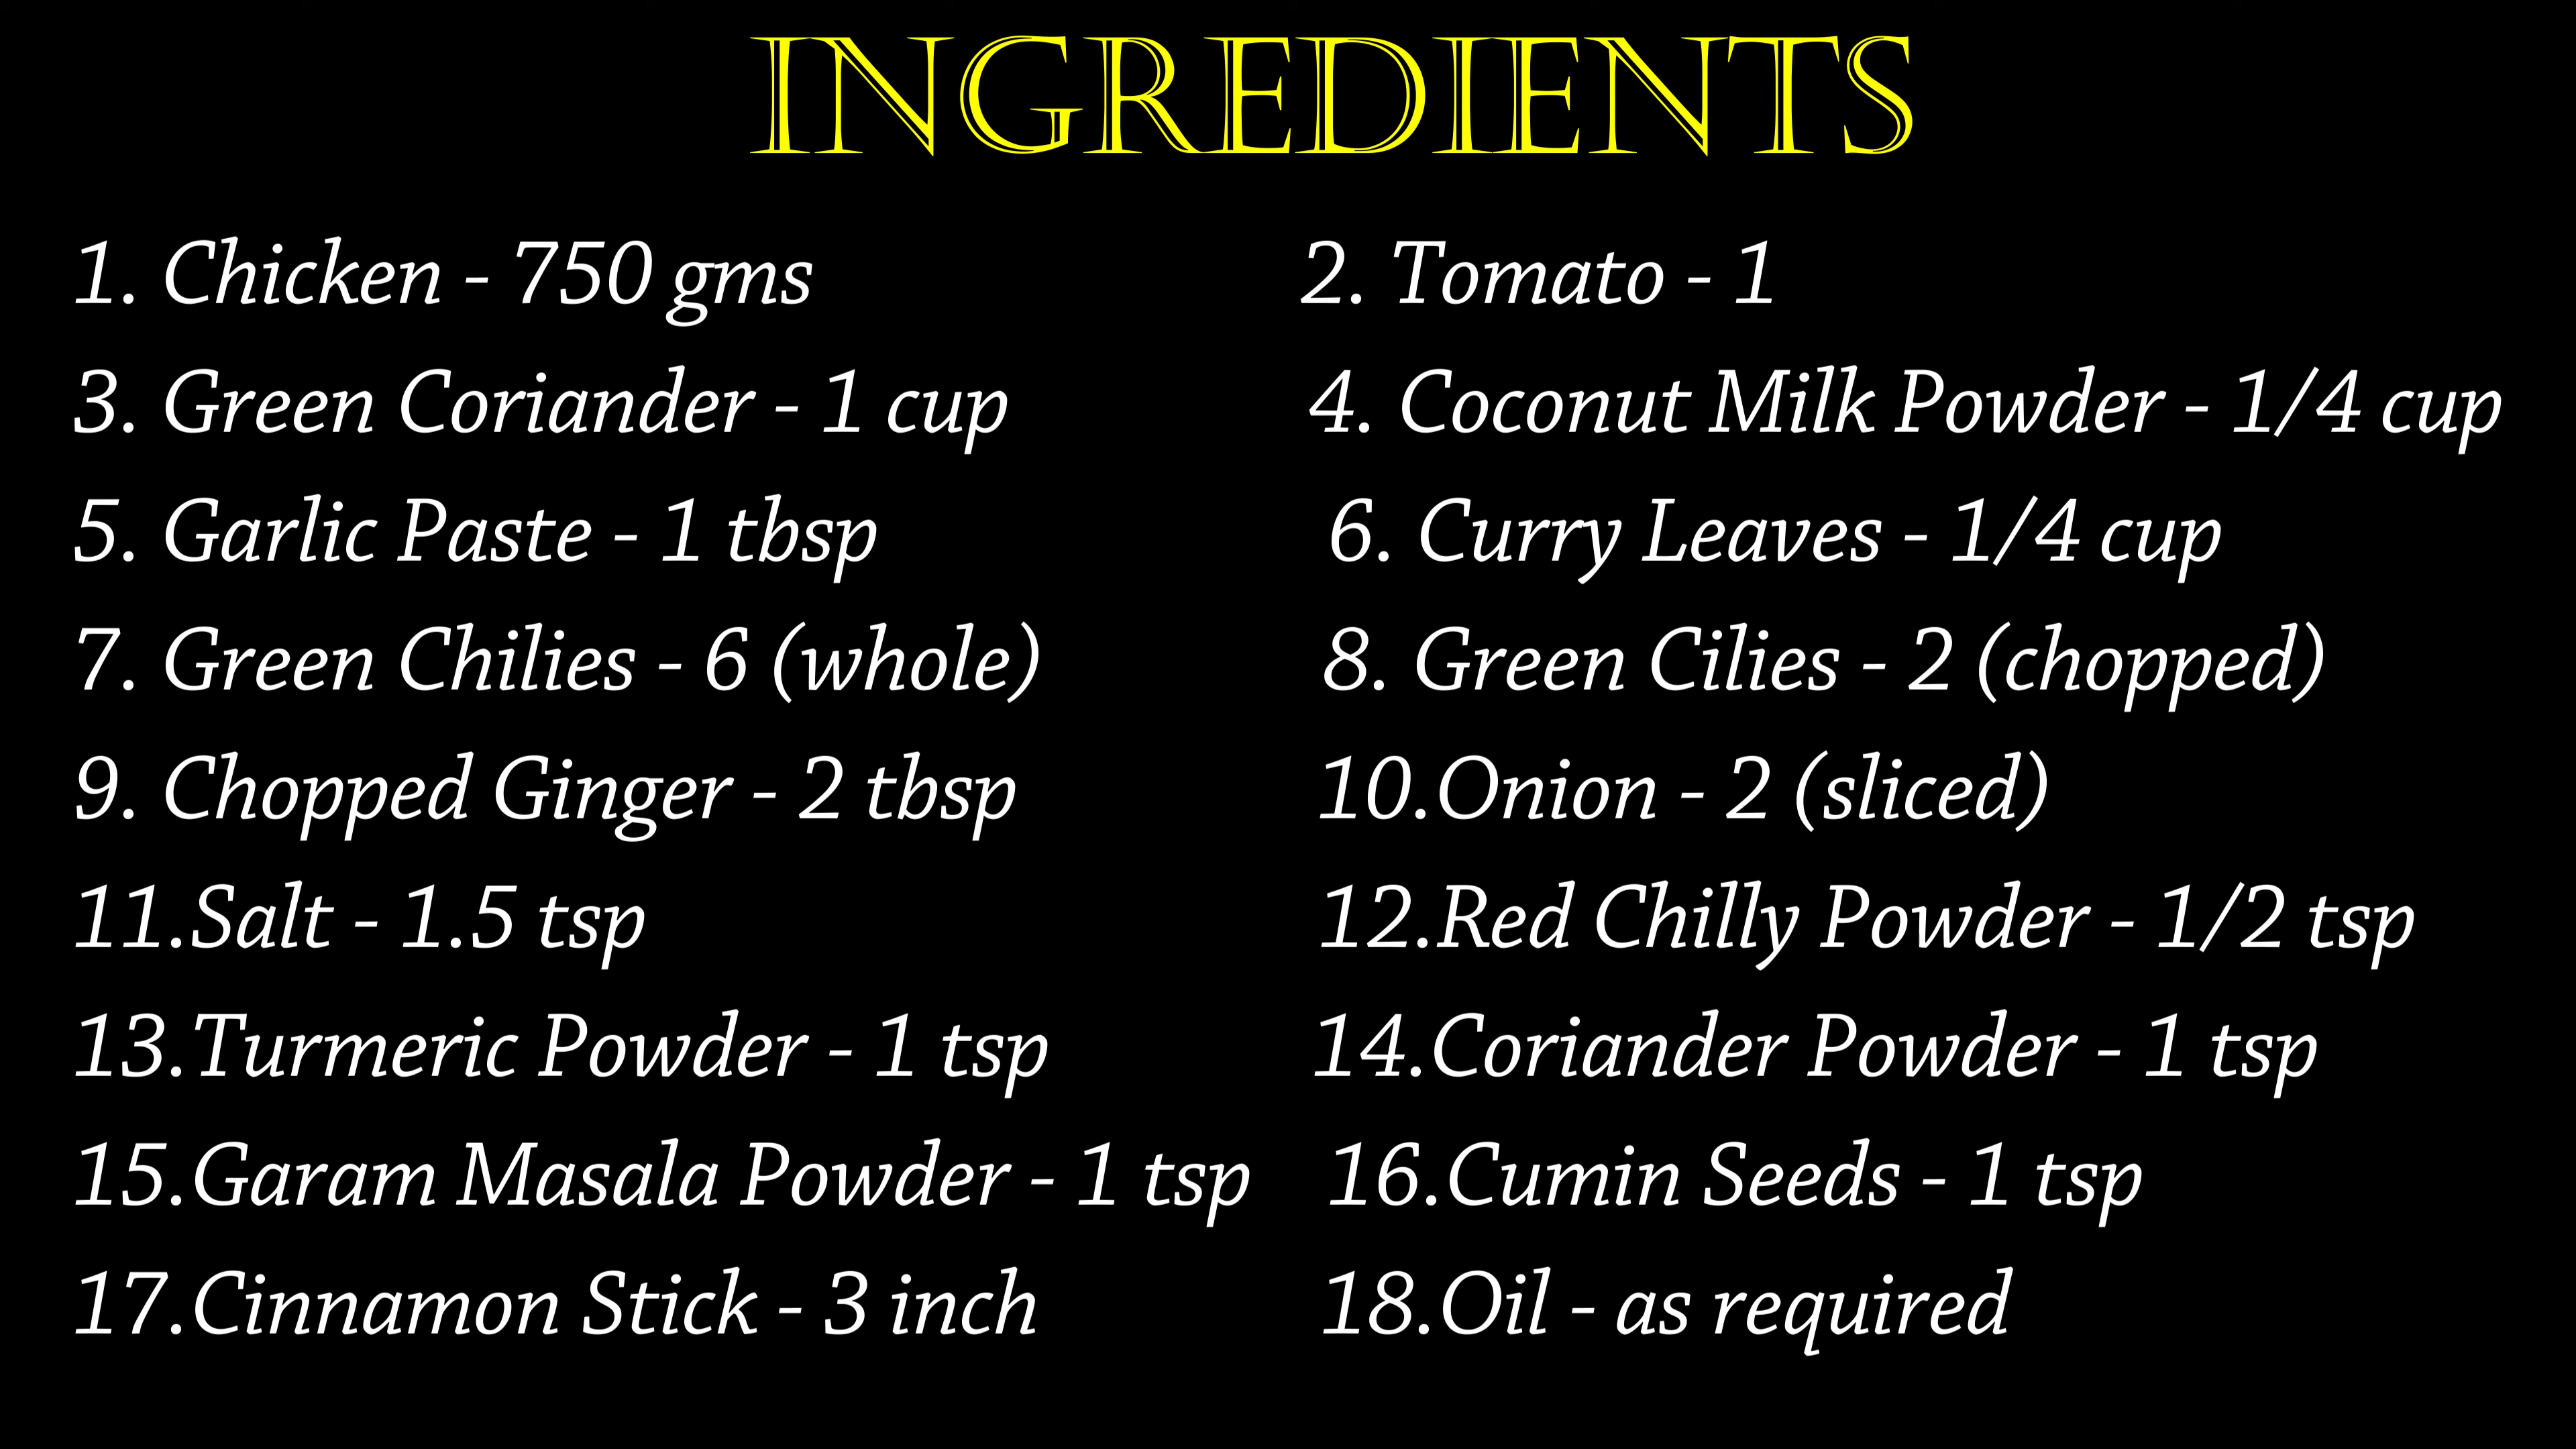 INGREDIENTS
1. Chicken - 750 gms 2. Tomato - 1
3. Green Coriander - 1 cup 4. Coconut Milk Powder - 1/4 cup
5. Garlic Paste - 1 tbsp 6. Curry Leaves - 1/4 cup
7. Green Chilies - 6 (whole) 8. Green Cilies - 2 (chopped)
9. Chopped Ginger - 2 tbsp 10.Onion - 2 (sliced)
11.Salt - 1.5 tsp 12.Red Chilly Powder - 1/2 tsp
13.Turmeric Powder - 1 tsp 14.Coriander Powder - 1 tsp
15.Garam Masala Powder - 1 tsp 16.Cumin Seeds - 1 tsp
17.Cinnamon Stick - 3 inch 18.Oil - as required